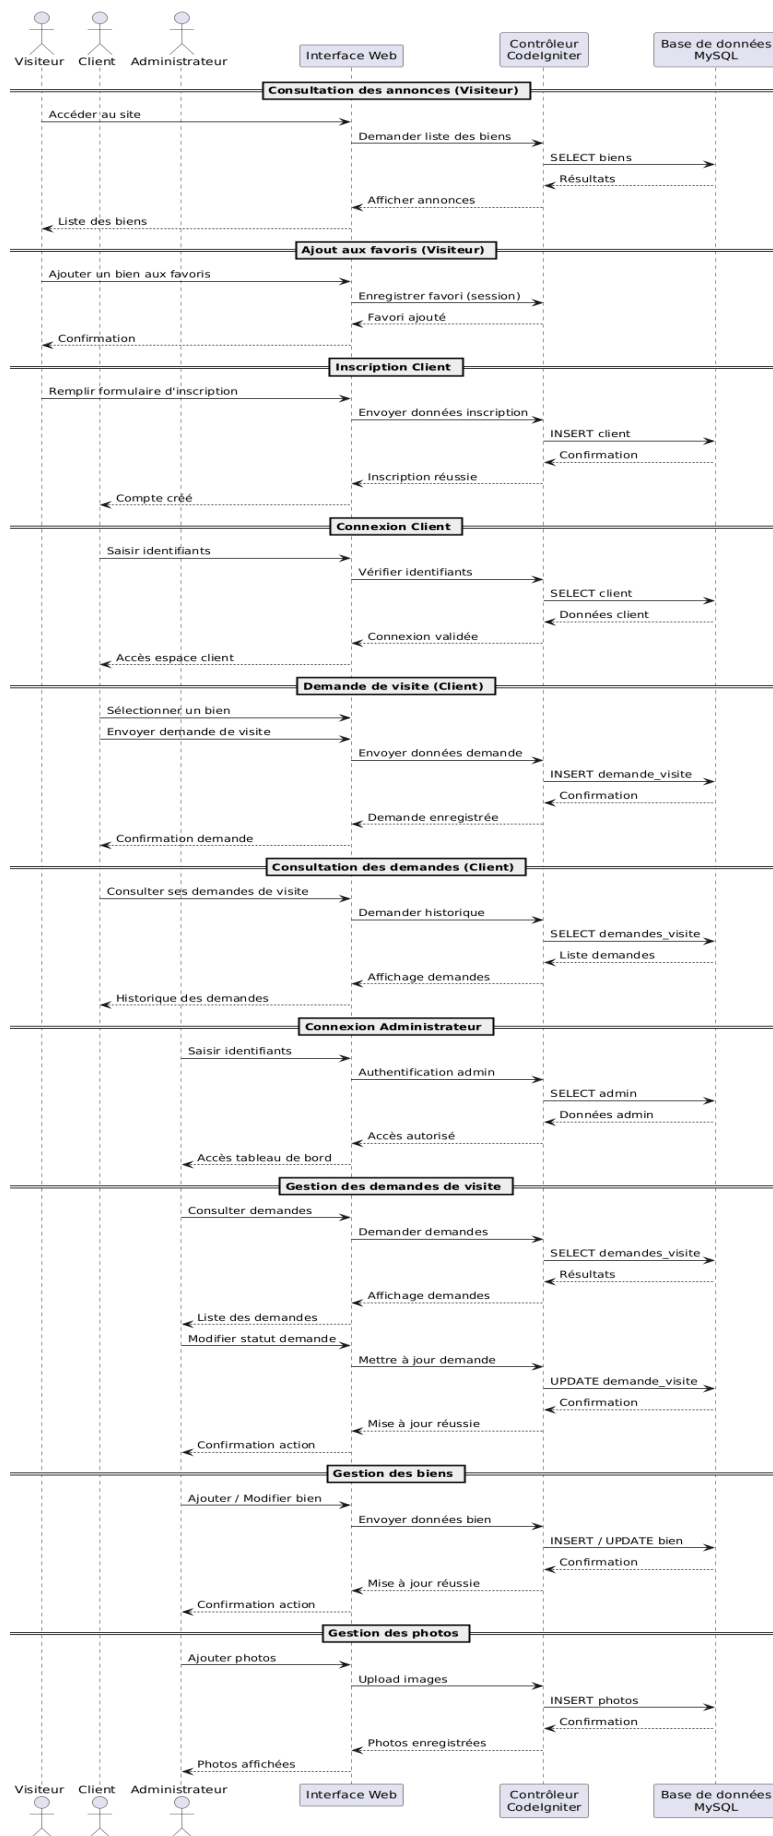 Visiteur
Client
Administrateur
Interface Web
Contrôleur
CodeIgniter
Base de données
MySQL
Consultation des annonces (Visiteur)
Accéder au site
Demander liste des biens
SELECT biens
Résultats
Afficher annonces
Liste des biens
Ajout aux favoris (Visiteur)
Ajouter un bien aux favoris
Enregistrer favori (session)
Favori ajouté
Confirmation
Inscription Client
Remplir formulaire d'inscription
Envoyer données inscription
INSERT client
Confirmation
Inscription réussie
Compte créé
Connexion Client
Saisir identifiants
Vérifier identifiants
SELECT client
Données client
Connexion validée
Accès espace client
Demande de visite (Client)
Sélectionner un bien
Envoyer demande de visite
Envoyer données demande
INSERT demande_visite
Confirmation
Demande enregistrée
Confirmation demande
Consultation des demandes (Client)
Consulter ses demandes de visite
Demander historique
SELECT demandes_visite
Liste demandes
Affichage demandes
Historique des demandes
Connexion Administrateur
Saisir identifiants
Authentification admin
SELECT admin
Données admin
Accès autorisé
Accès tableau de bord
Gestion des demandes de visite
Consulter demandes
Demander demandes
SELECT demandes_visite
Résultats
Affichage demandes
Liste des demandes
Modifier statut demande
Mettre à jour demande
UPDATE demande_visite
Confirmation
Mise à jour réussie
Confirmation action
Gestion des biens
Ajouter / Modifier bien
Envoyer données bien
INSERT / UPDATE bien
Confirmation
Mise à jour réussie
Confirmation action
Gestion des photos
Ajouter photos
Upload images
INSERT photos
Confirmation
Photos enregistrées
Photos affichées
Visiteur
Client
Administrateur
Interface Web
Contrôleur
CodeIgniter
Base de données
MySQL